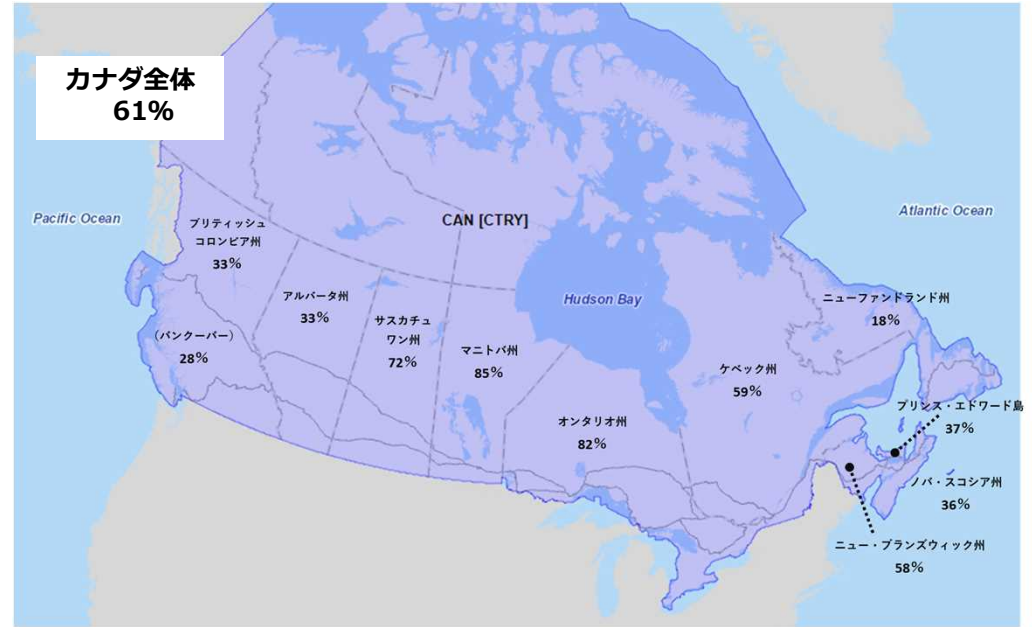 カナダ全体
61%
Pacific Ocean
Atlantic Ocean
CAN [CTRY]
Hudson Bay
ブリティッシュ
コロンビア州
33%
(バンクーバー)
28%
アルバータ州
33%
サスカチュ
ワン州
72%
マニトバ州
85%
オンタリオ州
82%
ケベック州
59%
ニューファンドランド州
18%
プリンス・エドワード島
37%
ノバ・スコシア州
36%
ニュー・ブランズウィック州
58%